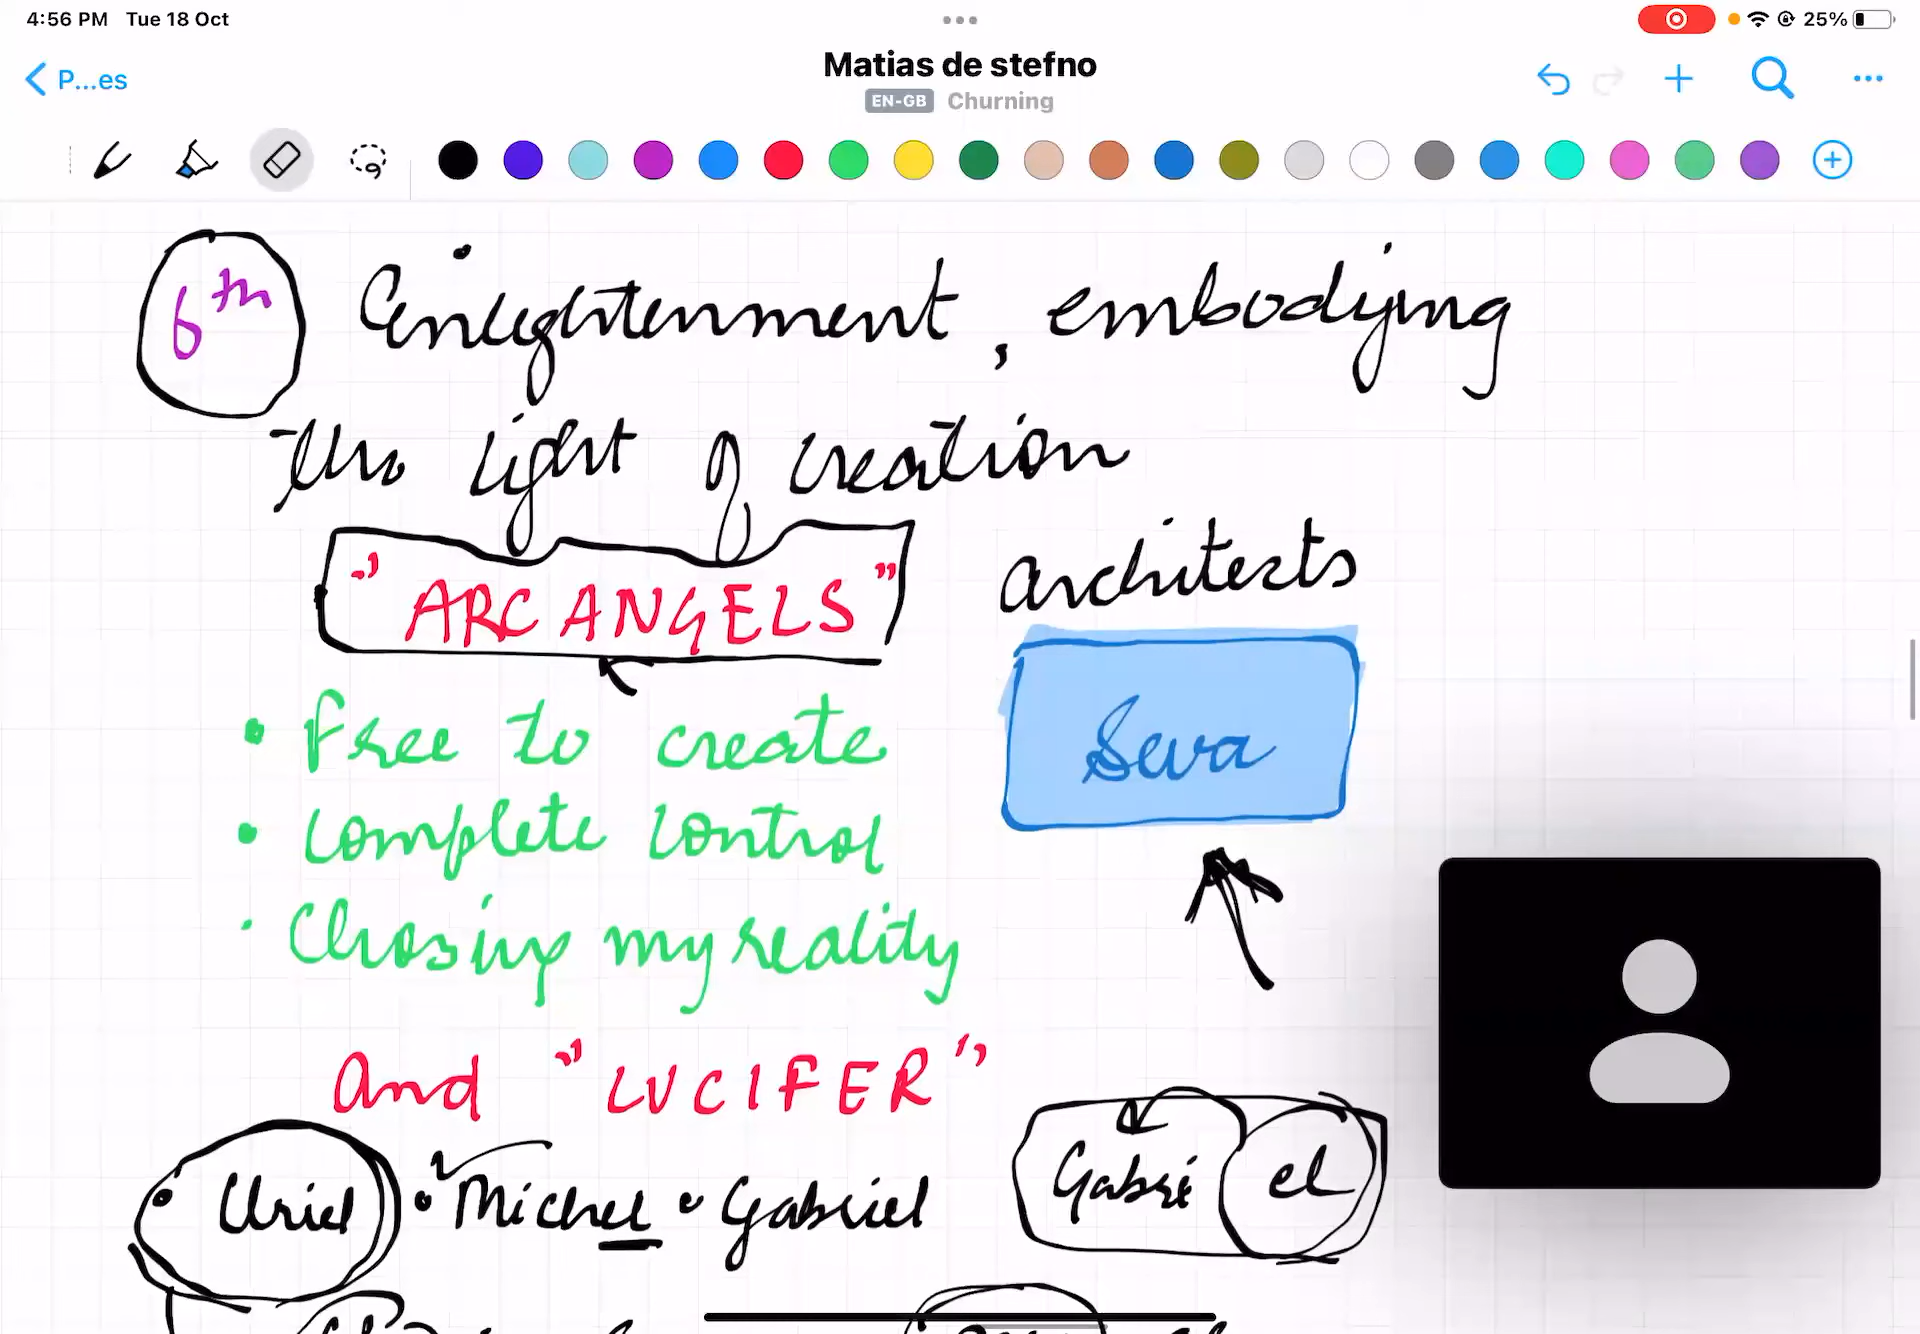 4:56 PM Tue 18 Oct
25%
P...es
Matias de stefno
EN-GB Churning
6th Enlightenment, embodying
the light of creation
"ARC ANGELS" architects
• Free to create
Seva
• Complete control
• Chosing my reality
and "LUCIFER"
• Uriel • Michel • Gabriel Gabri el